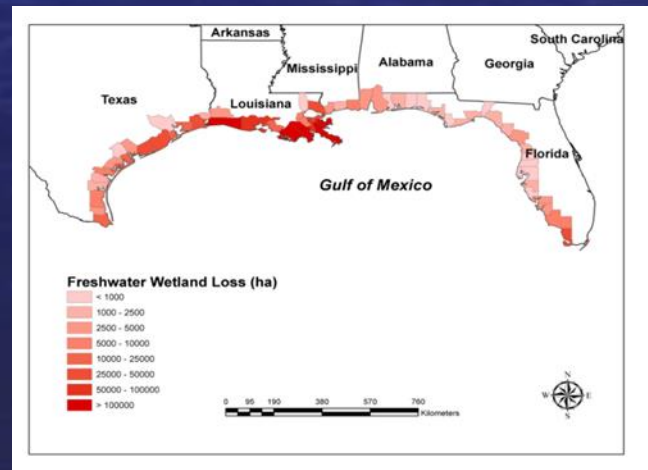 Arkansas
South Carolina
Mississippi
Alabama
Georgia
Texas
Louisiana
Florida
Gulf of Mexico
Freshwater Wetland Loss (ha)
< 1000
1000 - 2500
2500 - 5000
5000 - 10000
10000 - 25000
25000 - 50000
50000 - 100000
> 100000
0 95 190 380 570 760
Kilometers
N
W E
S